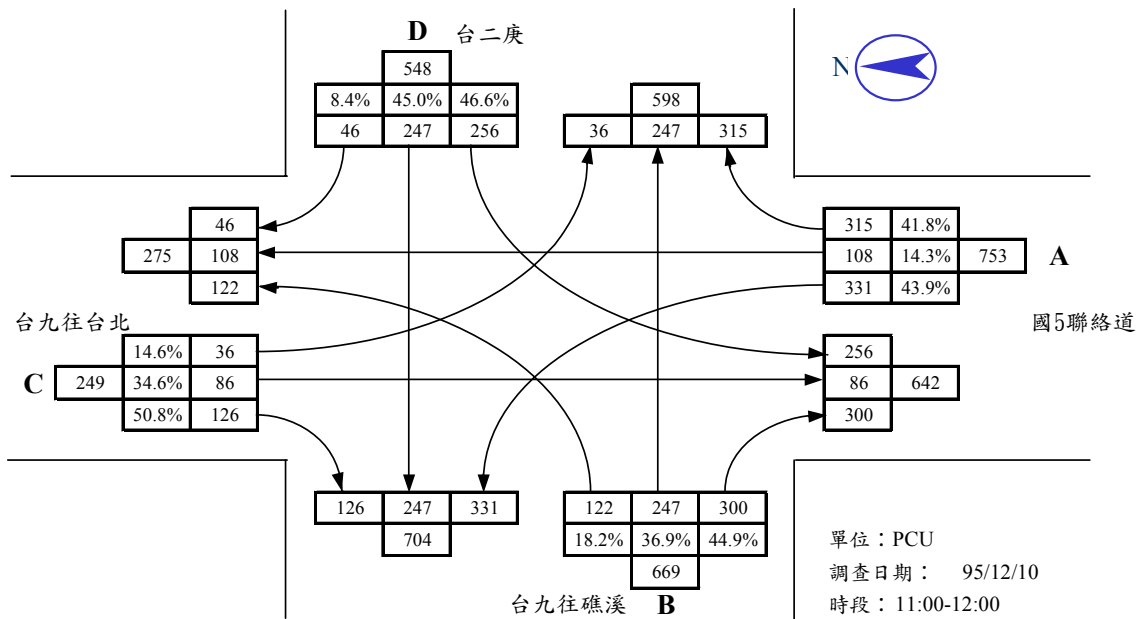 D 台二庚
548
8.4% 45.0% 46.6%
46 247 256
598
36 247 315
N
46
275 108
122
315 41.8%
108 14.3% 753
331 43.9%
A
國5聯絡道
台九往台北
14.6% 36
C 249 34.6% 86
50.8% 126
256
86 642
300
126 247 331
704
122 247 300
18.2% 36.9% 44.9%
669
台九往礁溪 B
單位：PCU
調查日期： 95/12/10
時段：11:00-12:00